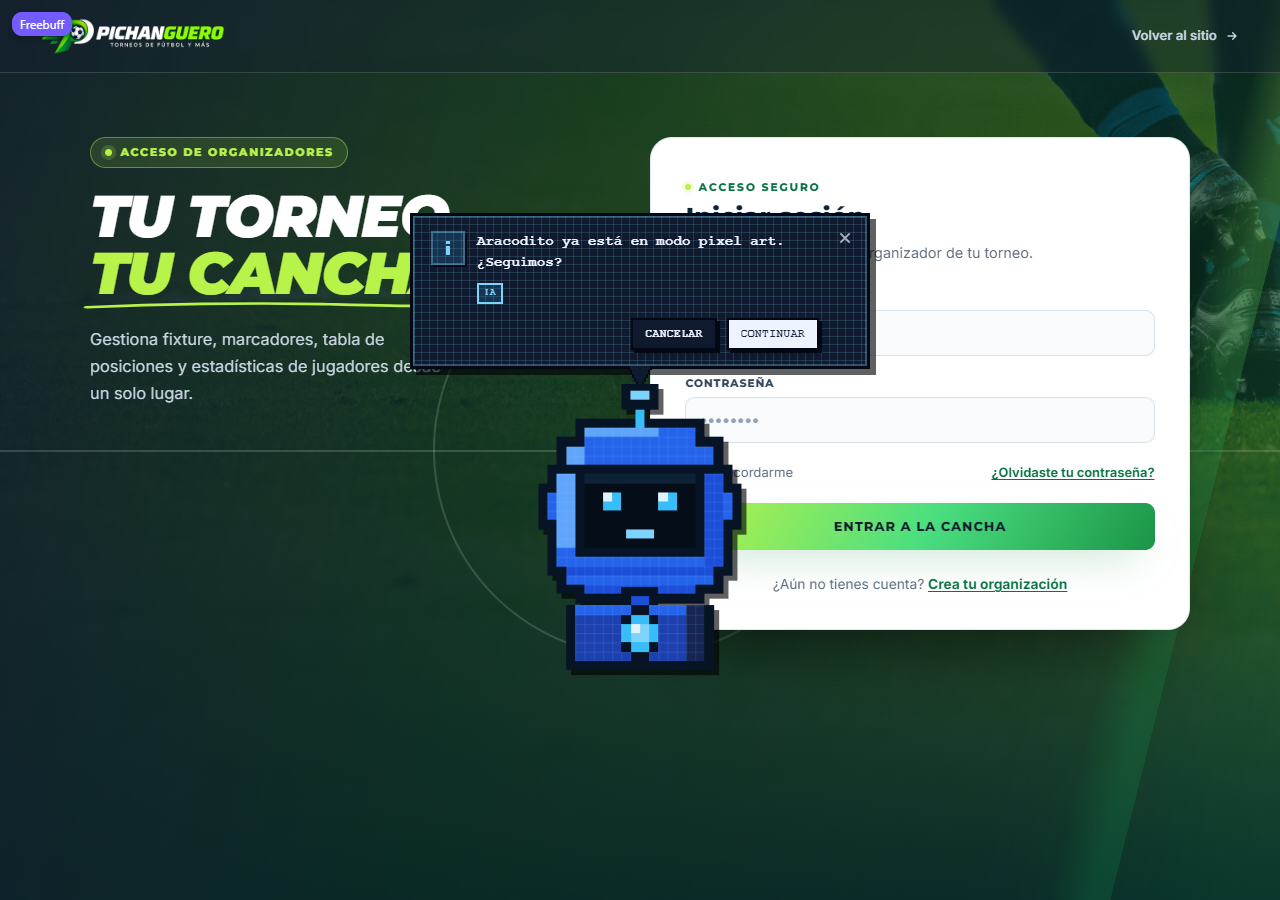 Freebuff
PICHANGUERO
TORNEOS DE FÚTBOL Y MÁS
Volver al sitio →
ACCESO DE ORGANIZADORES
TU TORNEO
TU CANCHA
Gestiona fixture, marcadores, tabla de
posiciones y estadísticas de jugadores desde
un solo lugar.
Aracodito ya está en modo pixel art.
¿Seguimos?
IA
CANCELAR
CONTINUAR
ACCESO SEGURO
Iniciar sesión
rganizador de tu torneo.
CONTRASEÑA
cordarme
¿Olvidaste tu contraseña?
ENTRAR A LA CANCHA
¿Aún no tienes cuenta? Crea tu organización